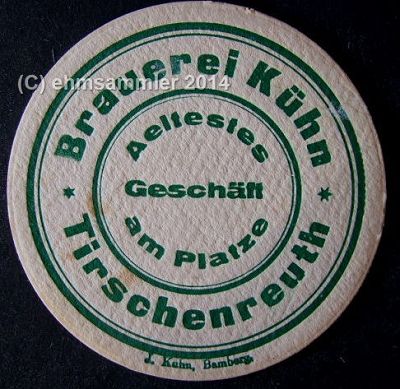 (C) ehmsammler 2014
Brauerei Kühn
Aeltestes
Geschäft
am Platze
* Tirschenreuth *
J. Kuhn, Bamberg.